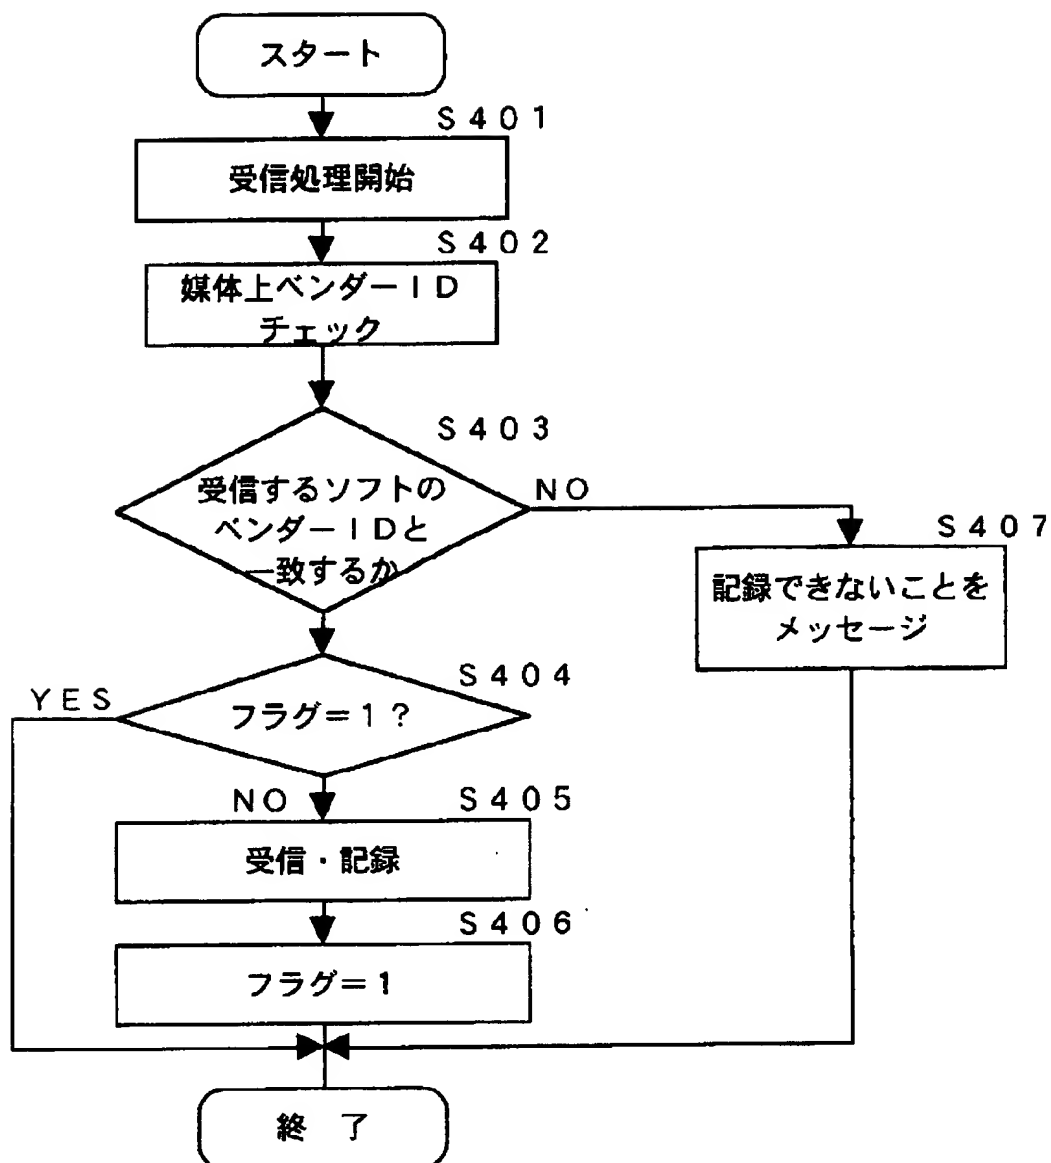 スタート
S401
受信処理開始
S402
媒体上ベンダーID
チェック
S403
受信するソフトの
ベンダーIDと
一致するか
NO
S407
記録できないことを
メッセージ
S404
YES
フラグ=1?
NO
S405
受信・記録
S406
フラグ=1
終 了